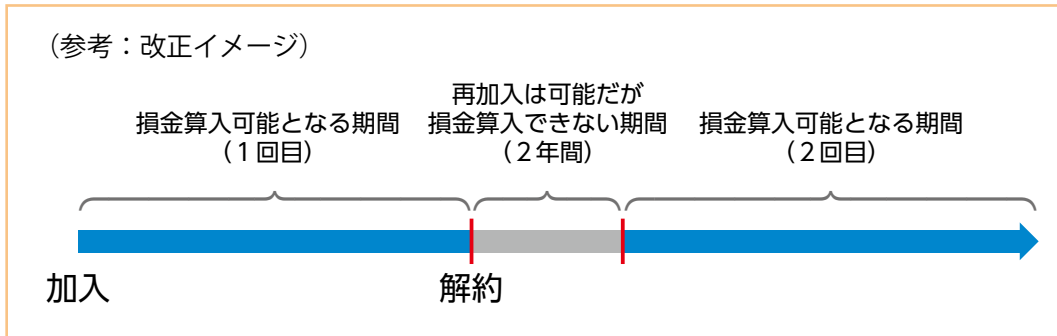 （参考：改正イメージ）
損金算入可能となる期間
（１回目）
再加入は可能だが
損金算入できない期間
（２年間）
損金算入可能となる期間
（２回目）
加入
解約